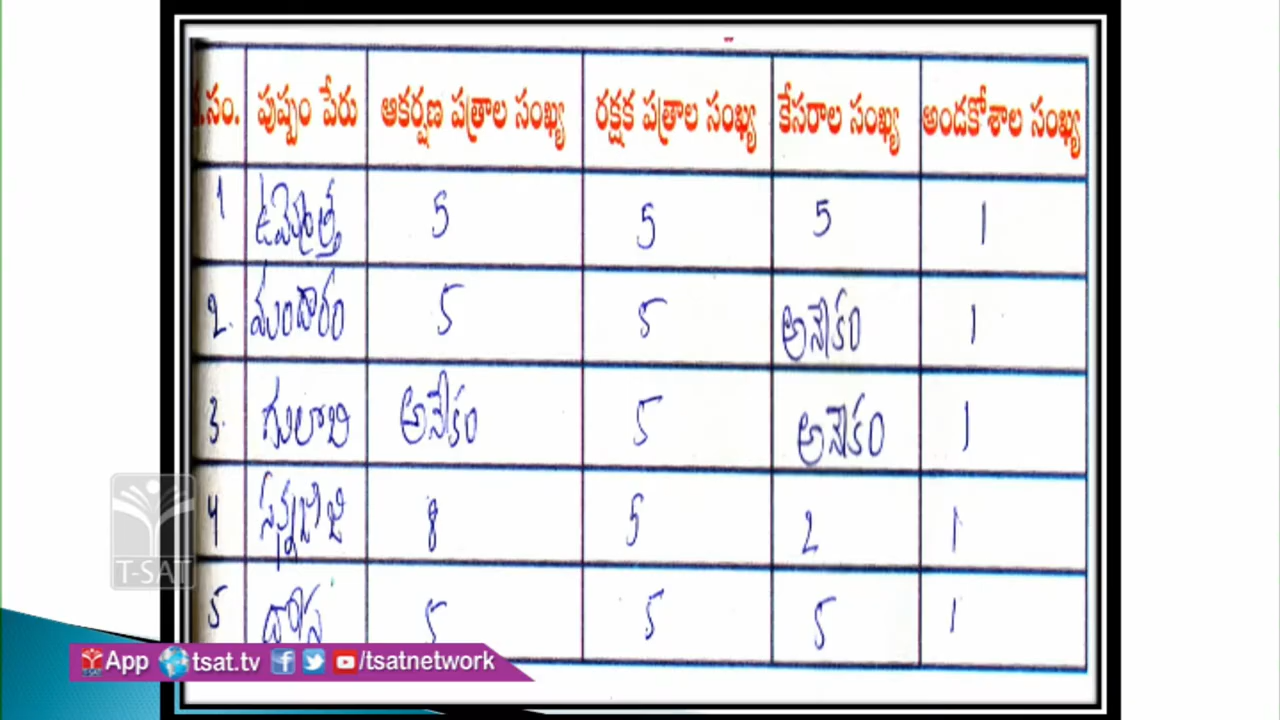 .సం. పుష్పం పేరు ఆకర్షణ పత్రాల సంఖ్య రక్షక పత్రాల సంఖ్య కేసరాల సంఖ్య అండకోశాల సంఖ్య
1 ఉమ్మెత్త 5 5 5 1
2. మందారం 5 5 అనేకం 1
3. గులాబి అనేకం 5 అనేకం 1
4 సన్నజాజి 8 5 2 1
5 దోస 5 5 5 1
T-SAT
App tsat.tv /tsatnetwork